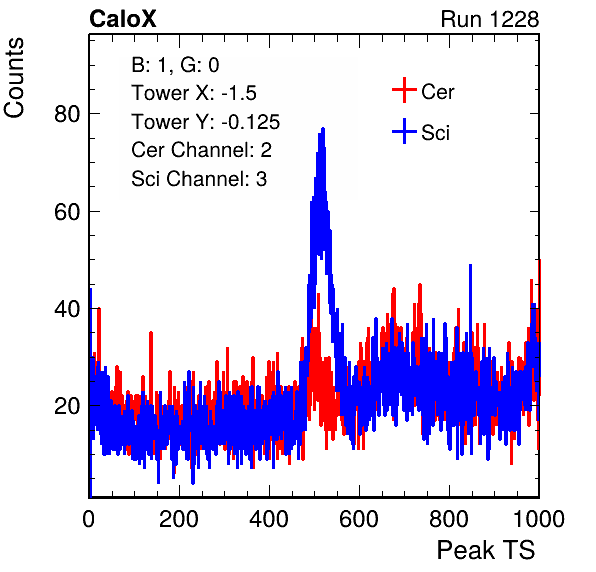 CaloX Run 1228
Counts
B: 1, G: 0
Tower X: -1.5
Tower Y: -0.125
Cer Channel: 2
Sci Channel: 3
Cer
Sci
80
60
40
20
0 200 400 600 800 1000
Peak TS